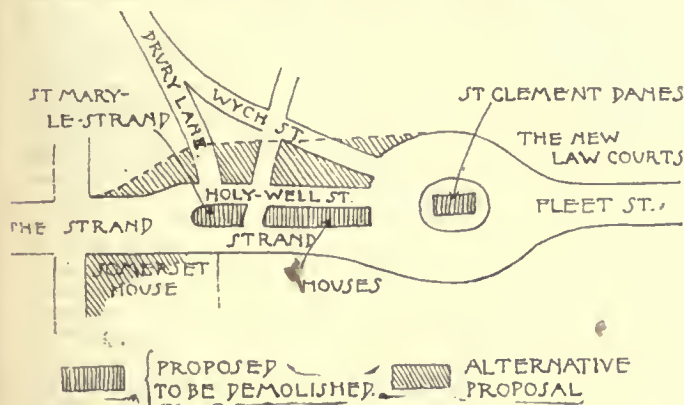 ST MARY-
LE-STRAND
DRURY LANE.
WYCH ST.
ST CLEMENT DANES
THE NEW
LAW COURTS
HOLY-WELL ST.
FLEET ST.
THE STRAND
STRAND
SOMERSET
HOUSE
HOUSES
PROPOSED
TO BE DEMOLISHED.
ALTERNATIVE
PROPOSAL